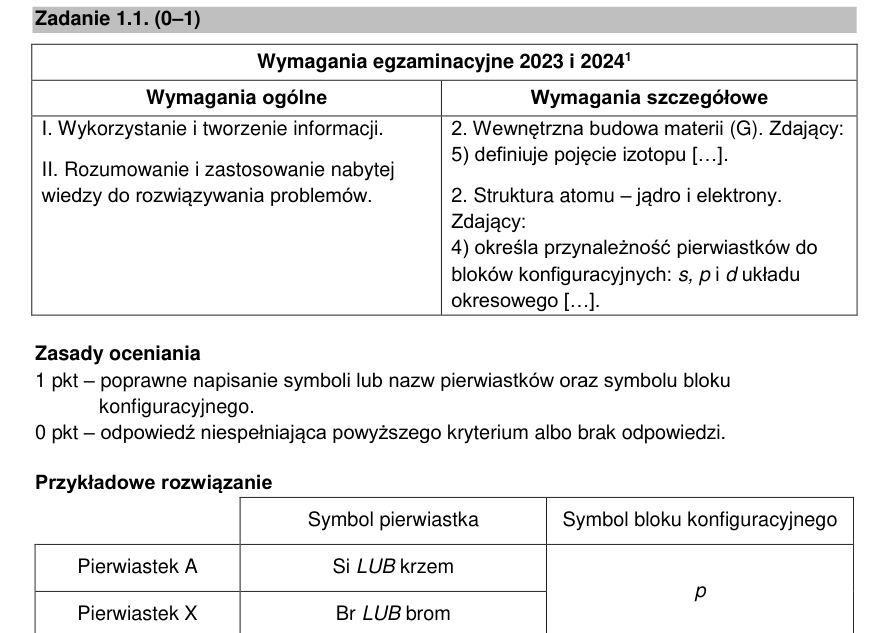 Zadanie 1.1. (0–1)
Wymagania egzaminacyjne 2023 i 2024¹
Wymagania ogólne
Wymagania szczegółowe
I. Wykorzystanie i tworzenie informacji.
II. Rozumowanie i zastosowanie nabytej
wiedzy do rozwiązywania problemów.
2. Wewnętrzna budowa materii (G). Zdający:
5) definiuje pojęcie izotopu […].
2. Struktura atomu – jądro i elektrony.
Zdający:
4) określa przynależność pierwiastków do
bloków konfiguracyjnych: s, p i d układu
okresowego […].
Zasady oceniania
1 pkt – poprawne napisanie symboli lub nazw pierwiastków oraz symbolu bloku
konfiguracyjnego.
0 pkt – odpowiedź niespełniająca powyższego kryterium albo brak odpowiedzi.
Przykładowe rozwiązanie
Symbol pierwiastka
Symbol bloku konfiguracyjnego
Pierwiastek A
Si LUB krzem
p
Pierwiastek X
Br LUB brom